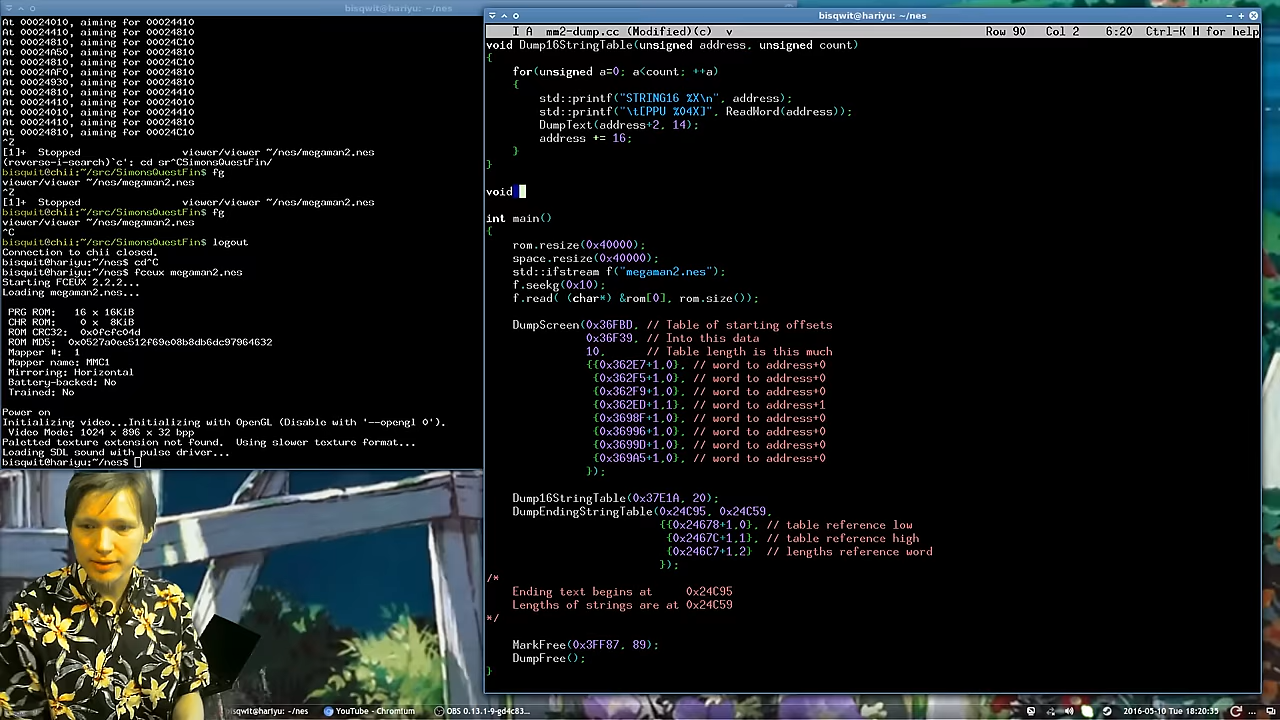 bisqwit@hariyu: ~/nes
At 00024410, aiming for 00024410
At 00024410, aiming for 00024810
At 00024810, aiming for 00024C10
At 00024A50, aiming for 00024810
At 00024810, aiming for 00024C10
At 00024AF0, aiming for 00024810
At 00024930, aiming for 00024810
At 00024810, aiming for 00024410
At 00024010, aiming for 00024410
At 00024410, aiming for 00024810
At 00024810, aiming for 00024C10
^Z
[1]+  Stopped                 viewer/viewer ~/nes/megaman2.nes
(reverse-i-search)`c': cd sr^CSimonsQuestFin/
bisqwit@chii:~/src/SimonsQuestFin$ fg
viewer/viewer ~/nes/megaman2.nes
^Z
[1]+  Stopped                 viewer/viewer ~/nes/megaman2.nes
bisqwit@chii:~/src/SimonsQuestFin$ fg
viewer/viewer ~/nes/megaman2.nes
^C
bisqwit@chii:~/src/SimonsQuestFin$ logout
Connection to chii closed.
bisqwit@hariyu:~/nes$ cd^C
bisqwit@hariyu:~/nes$ fceux megaman2.nes
Starting FCEUX 2.2.2...
Loading megaman2.nes...
PRG ROM:   16 x 16KiB
CHR ROM:    0 x  8KiB
ROM CRC32:  0x0fcfc04d
ROM MD5:  0x0527a0ee512f69e08b8db6dc97964632
Mapper #:  1
Mapper name: MMC1
Mirroring: Horizontal
Battery-backed: No
Trained: No
Power on
Initializing video...Initializing with OpenGL (Disable with '--opengl 0').
Video Mode: 1024 x 896 x 32 bpp
Paletted texture extension not found.  Using slower texture format...
Loading SDL sound with pulse driver...
bisqwit@hariyu:~/nes$
bisqwit@hariyu: ~/nes
I A  mm2-dump.cc (Modified)(c)  v  Row 90  Col 2  6:20  Ctrl-K H for help
void Dump16StringTable(unsigned address, unsigned count)
{
for(unsigned a=0; a<count; ++a)
{
std::printf("STRING16 %X\n", address);
std::printf("\t[PPU %04X]", ReadWord(address));
DumpText(address+2, 14);
address += 16;
}
}
void
int main()
{
rom.resize(0x40000);
space.resize(0x40000);
std::ifstream f("megaman2.nes");
f.seekg(0x10);
f.read( (char*) &rom[0], rom.size());
DumpScreen(0x36FBD, // Table of starting offsets
0x36F39, // Into this data
10,      // Table length is this much
{{0x362E7+1,0}, // word to address+0
{0x362F5+1,0}, // word to address+0
{0x362F9+1,0}, // word to address+0
{0x362ED+1,1}, // word to address+1
{0x3698F+1,0}, // word to address+0
{0x36996+1,0}, // word to address+0
{0x3699D+1,0}, // word to address+0
{0x369A5+1,0}, // word to address+0
});
Dump16StringTable(0x37E1A, 20);
DumpEndingStringTable(0x24C95, 0x24C59,
{{0x24678+1,0}, // table reference low
{0x2467C+1,1}, // table reference high
{0x246C7+1,2}  // lengths reference word
});
/*
Ending text begins at     0x24C95
Lengths of strings are at 0x24C59
*/
MarkFree(0x3FF87, 89);
DumpFree();
}
isqwit@hariyu: ~/nes
YouTube - Chromium
OBS 0.13.1-9-gd4c83...
2016-05-10 Tue 18:20:35